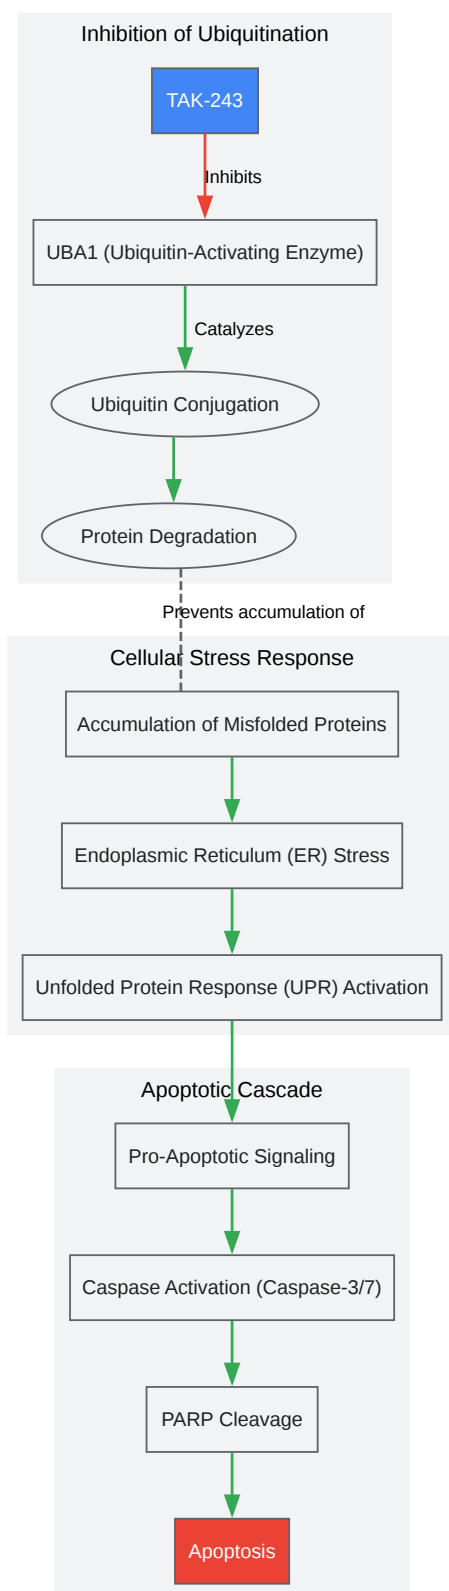 Inhibition of Ubiquitination
TAK-243
Inhibits
UBA1 (Ubiquitin-Activating Enzyme)
Catalyzes
Ubiquitin Conjugation
Protein Degradation
Prevents accumulation of
Cellular Stress Response
Accumulation of Misfolded Proteins
Endoplasmic Reticulum (ER) Stress
Unfolded Protein Response (UPR) Activation
Apoptotic Cascade
Pro-Apoptotic Signaling
Caspase Activation (Caspase-3/7)
PARP Cleavage
Apoptosis